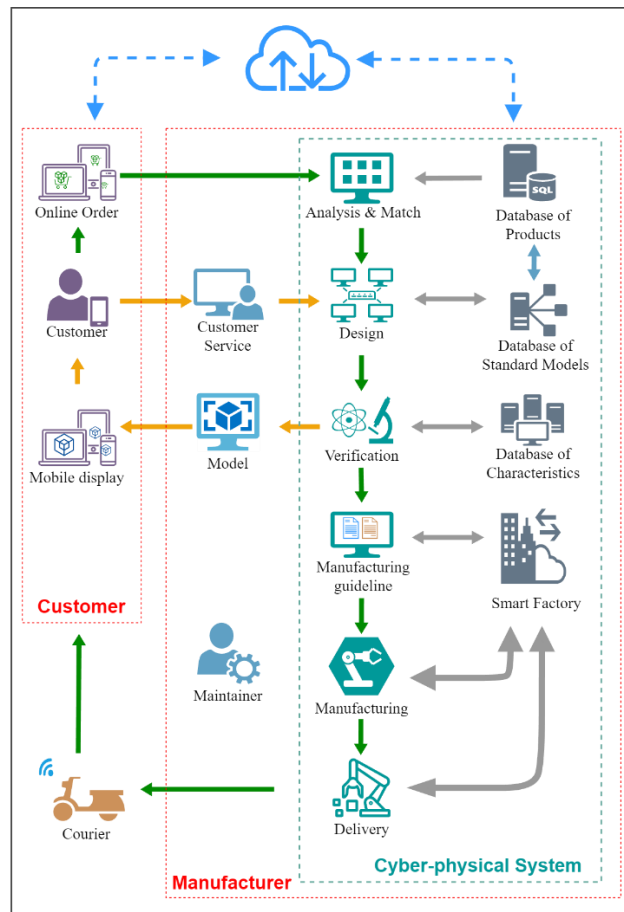 Online Order
Analysis & Match
SQL
Database of
Products
Customer
Customer
Service
Design
Database of
Standard Models
Mobile display
Model
Verification
Database of
Characteristics
Manufacturing
guideline
Smart Factory
Customer
Maintainer
Manufacturing
Courier
Delivery
Cyber-physical System
Manufacturer